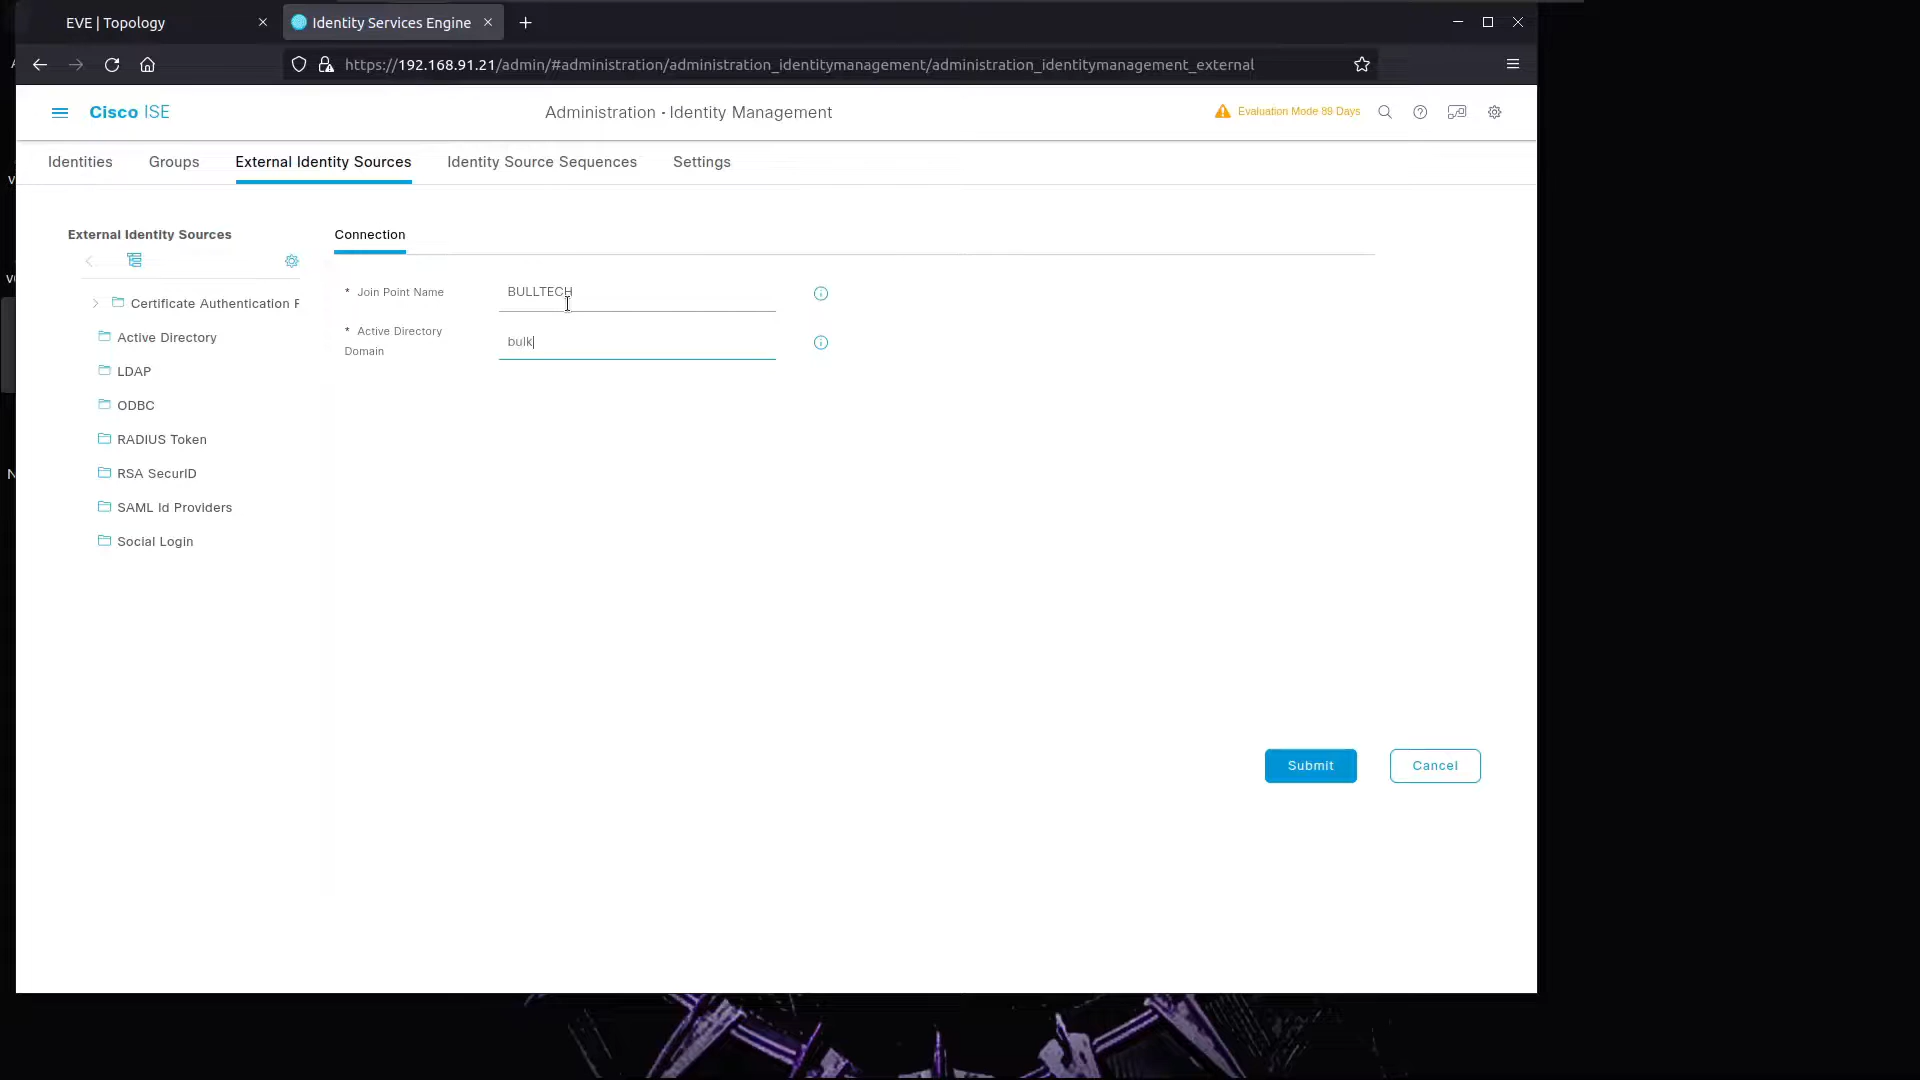 EVE | Topology
Identity Services Engine
https://192.168.91.21/admin/#administration/administration_identitymanagement/administration_identitymanagement_external
Cisco ISE
Administration · Identity Management
Evaluation Mode 89 Days
Identities
Groups
External Identity Sources
Identity Source Sequences
Settings
External Identity Sources
Certificate Authentication F
Active Directory
LDAP
ODBC
RADIUS Token
RSA SecurID
SAML Id Providers
Social Login
Connection
* Join Point Name
BULLTECH
* Active Directory
Domain
bulk
Submit
Cancel